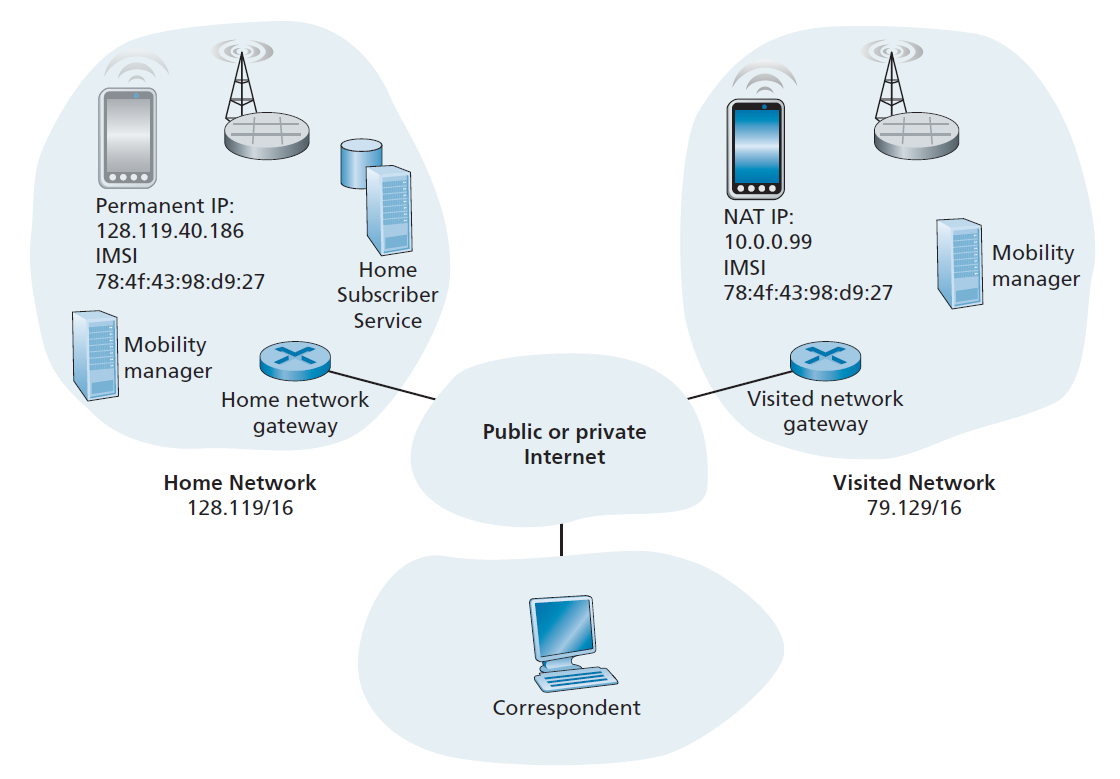 Permanent IP:
128.119.40.186
IMSI
78:4f:43:98:d9:27
Home
Subscriber
Service
Mobility
manager
Home network
gateway
Home Network
128.119/16
NAT IP:
10.0.0.99
IMSI
78:4f:43:98:d9:27
Mobility
manager
Visited network
gateway
Visited Network
79.129/16
Public or private
Internet
Correspondent